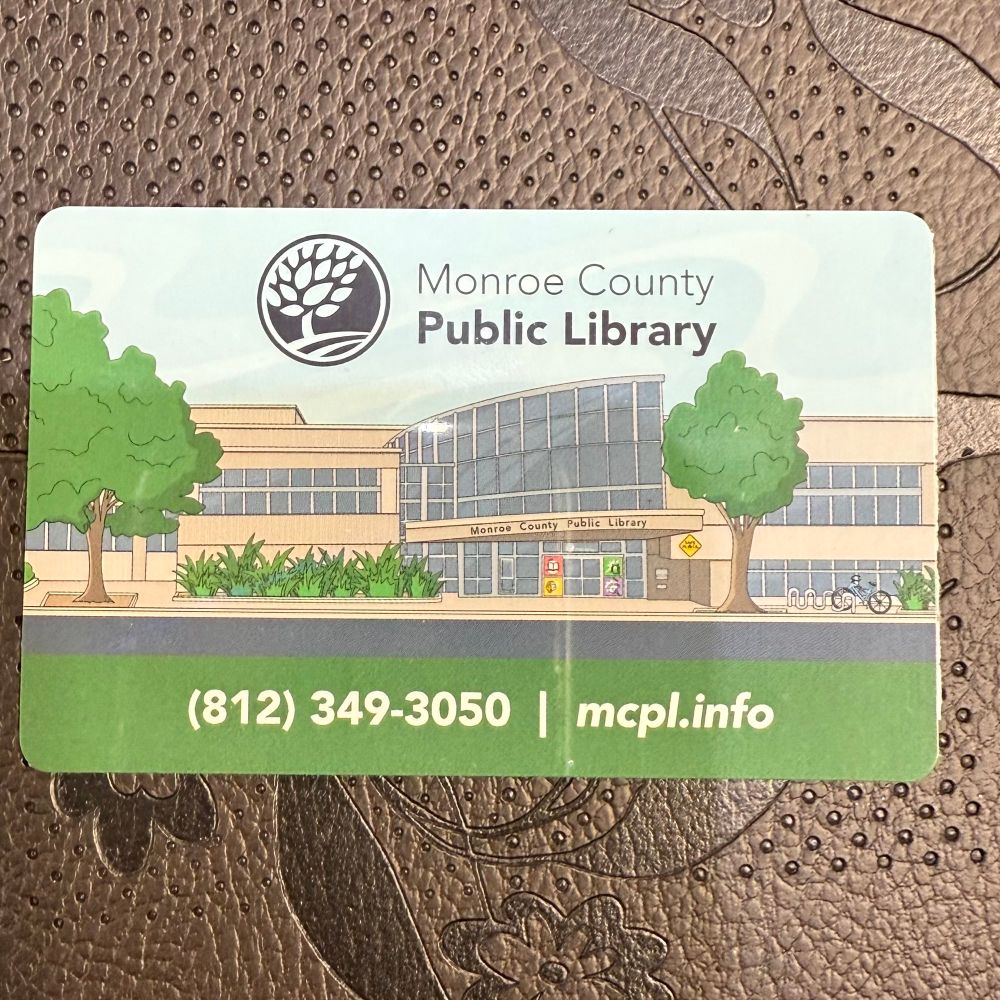 Monroe County
Public Library
Monroe County Public Library
(812) 349-3050 | mcpl.info